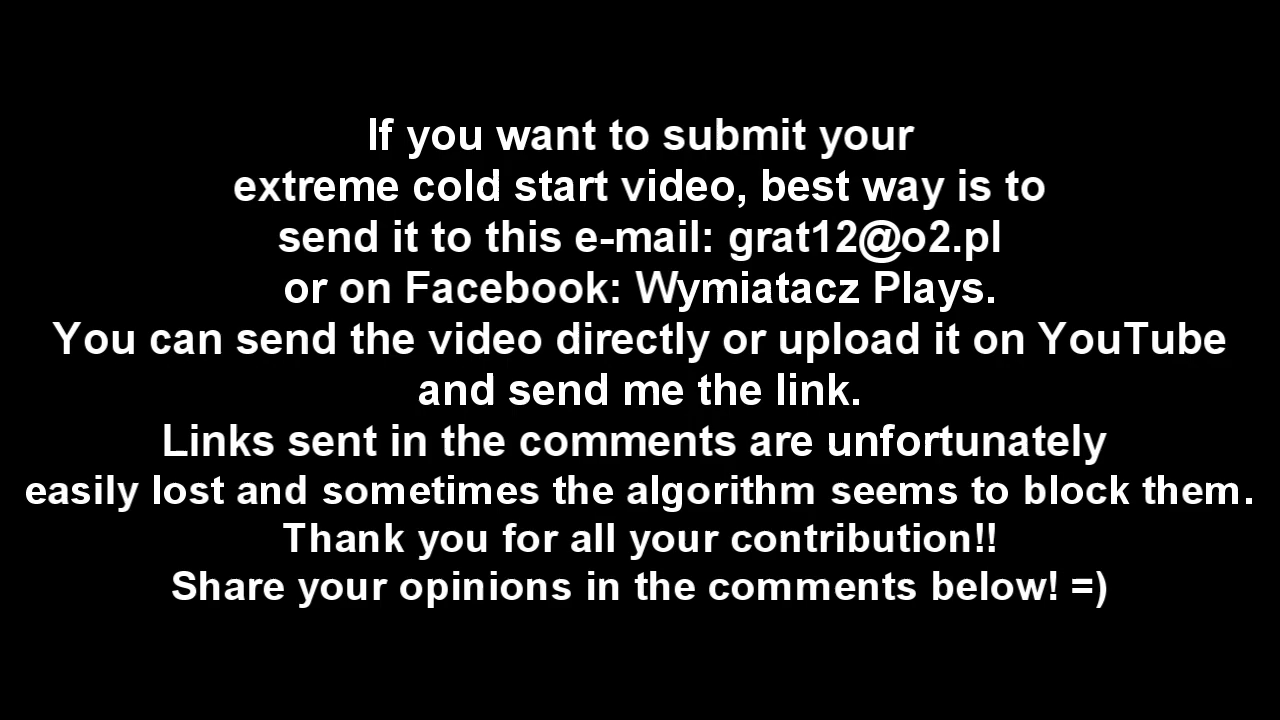 If you want to submit your
extreme cold start video, best way is to
send it to this e-mail: grat12@o2.pl
or on Facebook: Wymiatacz Plays.
You can send the video directly or upload it on YouTube
and send me the link.
Links sent in the comments are unfortunately
easily lost and sometimes the algorithm seems to block them.
Thank you for all your contribution!!
Share your opinions in the comments below! =)